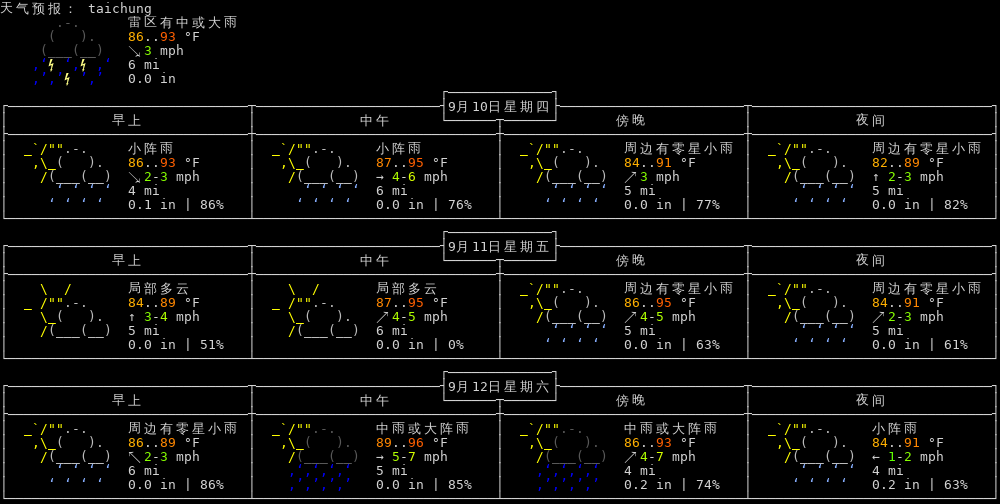 天气预报： taichung
雷区有中或大雨
86..93 °F
↘ 3 mph
6 mi
0.0 in
9月10日星期四
早上 中午 傍晚 夜间
小阵雨 小阵雨 周边有零星小雨 周边有零星小雨
86..93 °F 87..95 °F 84..91 °F 82..89 °F
↘ 2-3 mph → 4-6 mph ↗ 3 mph ↑ 2-3 mph
4 mi 6 mi 5 mi 5 mi
0.1 in | 86% 0.0 in | 76% 0.0 in | 77% 0.0 in | 82%
9月11日星期五
早上 中午 傍晚 夜间
局部多云 局部多云 周边有零星小雨 周边有零星小雨
84..89 °F 87..95 °F 86..95 °F 84..91 °F
↑ 3-4 mph ↗ 4-5 mph ↗ 4-5 mph ↗ 2-3 mph
5 mi 6 mi 5 mi 5 mi
0.0 in | 51% 0.0 in | 0% 0.0 in | 63% 0.0 in | 61%
9月12日星期六
早上 中午 傍晚 夜间
周边有零星小雨 中雨或大阵雨 中雨或大阵雨 小阵雨
86..89 °F 89..96 °F 86..93 °F 84..91 °F
↖ 2-3 mph → 5-7 mph ↗ 4-7 mph ← 1-2 mph
6 mi 5 mi 4 mi 4 mi
0.0 in | 86% 0.0 in | 85% 0.2 in | 74% 0.2 in | 63%